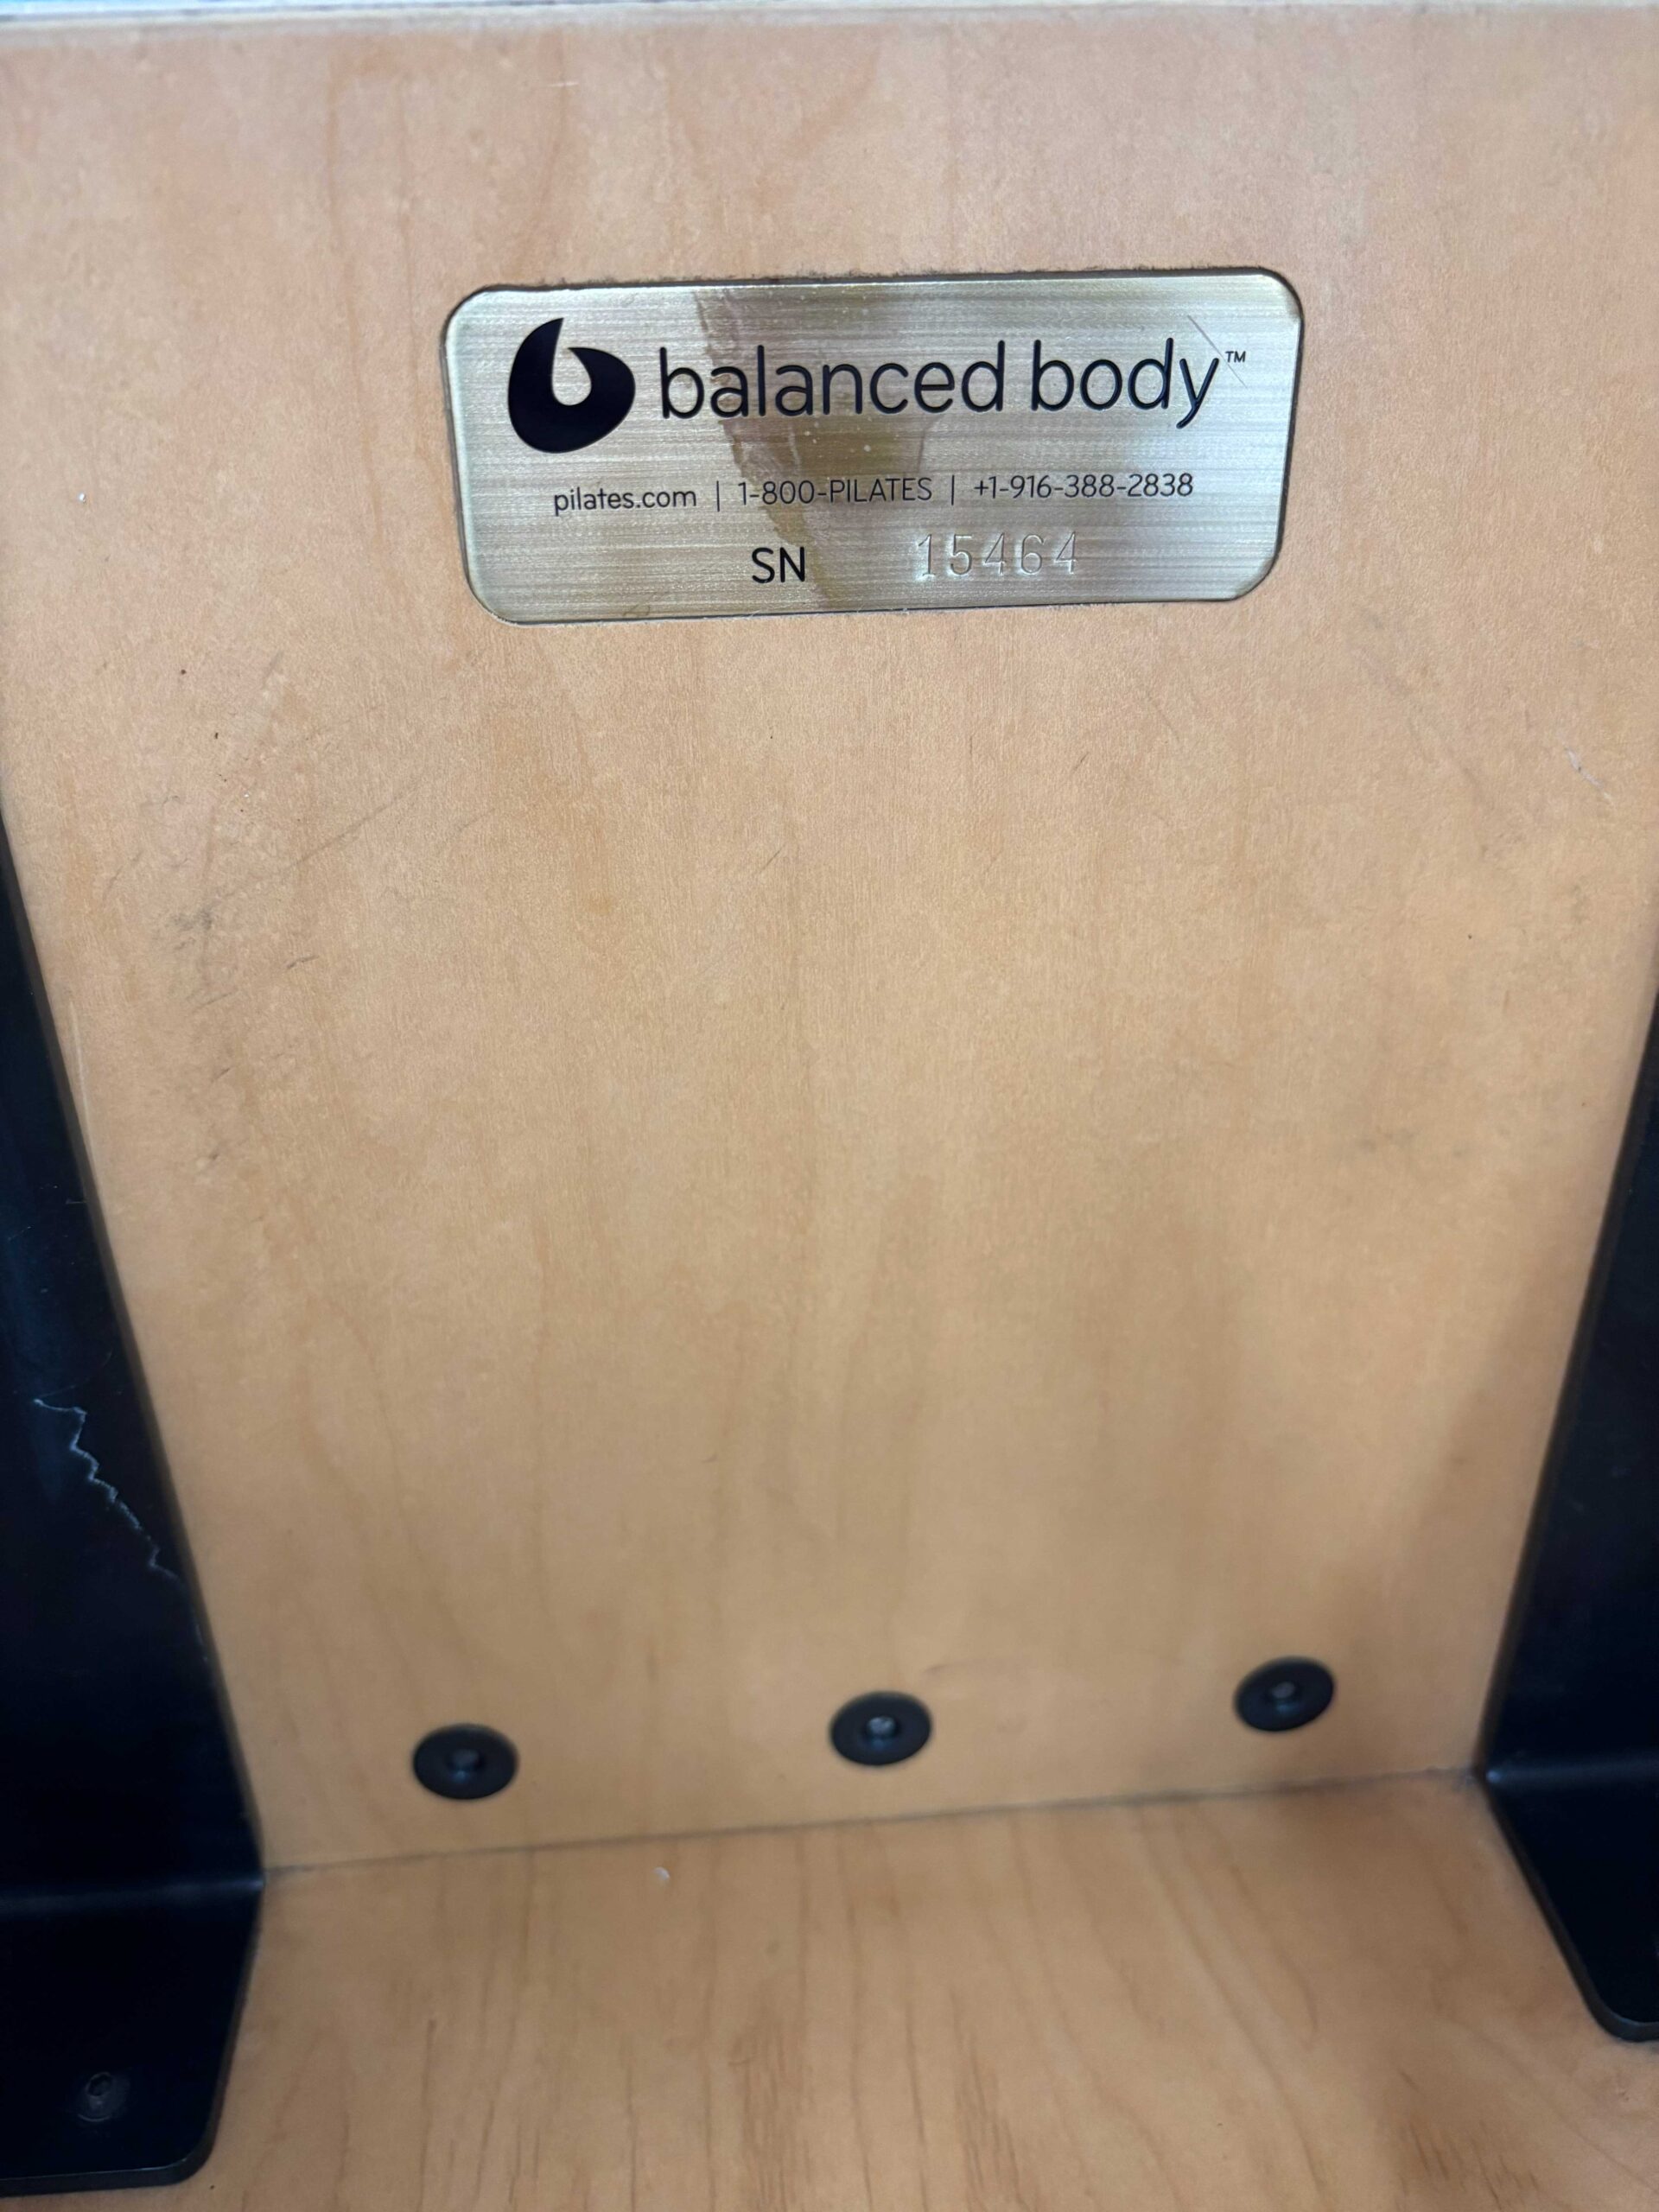 balanced body™
pilates.com | 1-800-PILATES | +1-916-388-2838
SN 15464